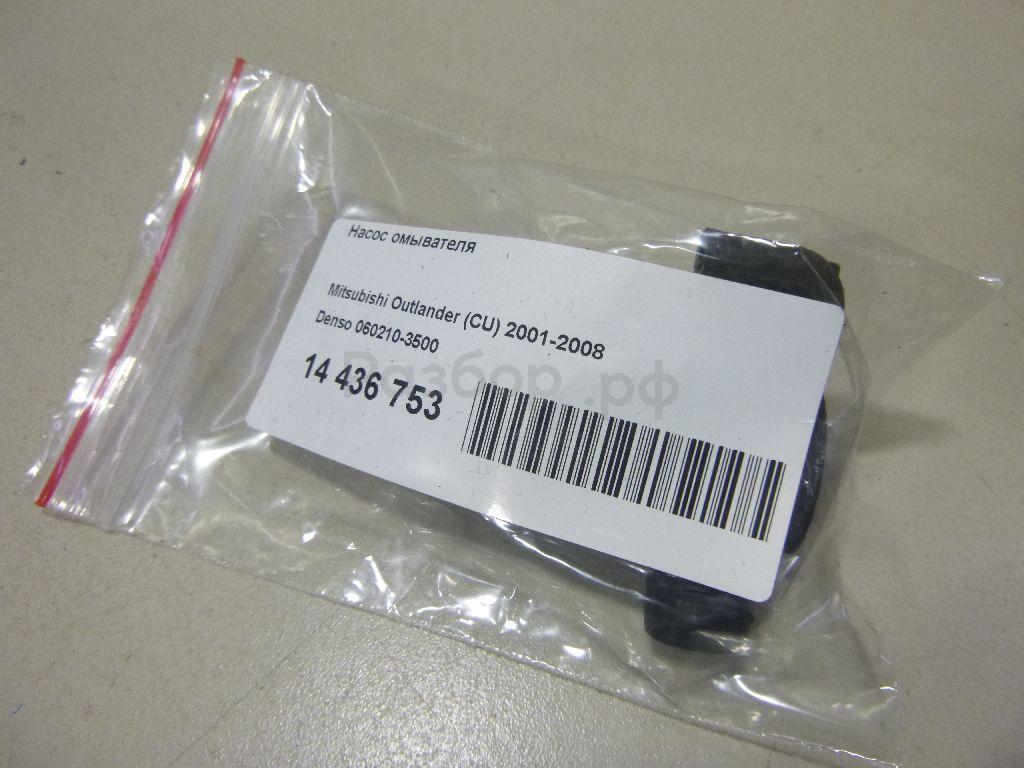 Насос омывателя
Mitsubishi Outlander (CU) 2001-2008
Denso 060210-3500
14 436 753
Разбор.рф